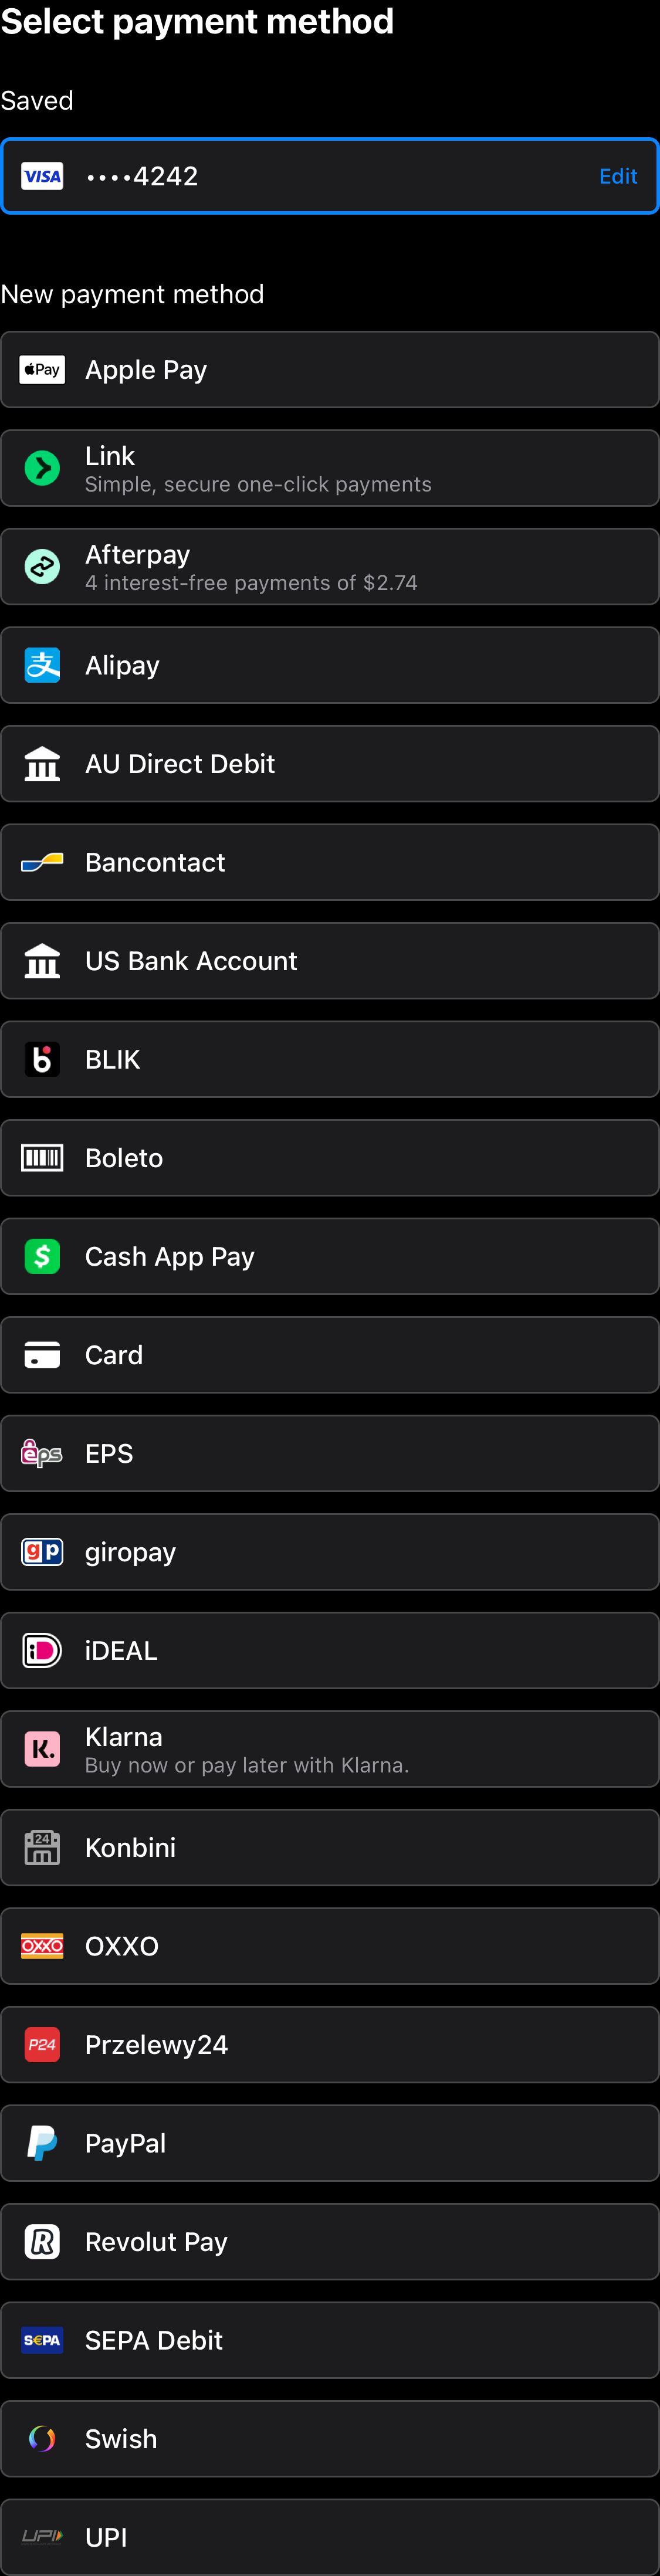 Select payment method
Saved
VISA ••••4242 Edit
New payment method
Pay Apple Pay
Link
Simple, secure one-click payments
Afterpay
4 interest-free payments of $2.74
支 Alipay
AU Direct Debit
Bancontact
US Bank Account
b BLIK
Boleto
$ Cash App Pay
Card
eps EPS
gp giropay
iD iDEAL
K. Klarna
Buy now or pay later with Klarna.
24 Konbini
OXXO OXXO
P24 Przelewy24
P PayPal
R Revolut Pay
S€PA SEPA Debit
Swish
UPI UPI